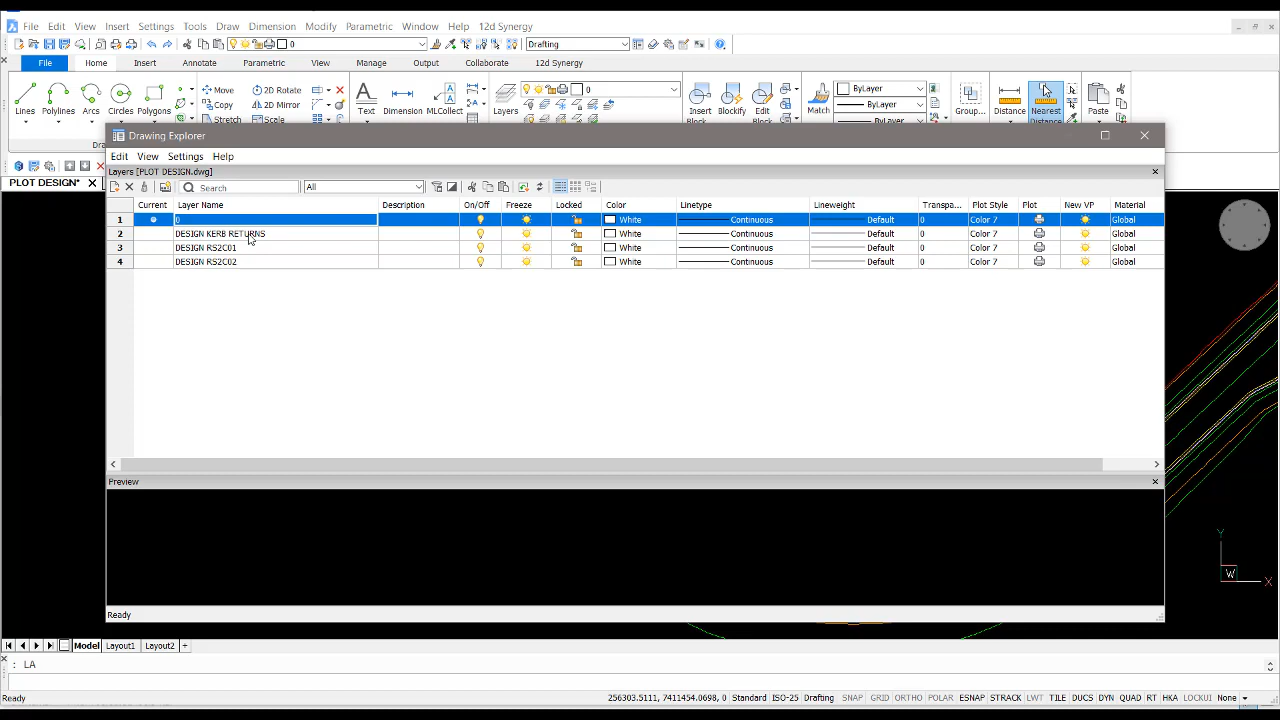 File Edit View Insert Settings Tools Draw Dimension Modify Parametric Window Help 12d Synergy
0 Drafting
File Home Insert Annotate Parametric View Manage Output Collaborate 12d Synergy
Move 2D Rotate 0 ByLayer
Copy 2D Mirror ByLayer
Lines Polylines Arcs Circles Polygons Stretch Scale Text Dimension MLCollect Layers Insert Block Blockify Edit Block Match ByLayer Group... Distance Nearest Distance Paste
Drawing Explorer
Edit View Settings Help
Layers [PLOT DESIGN.dwg]
PLOT DESIGN*
Search All
Current Layer Name Description On/Off Freeze Locked Color Linetype Lineweight Transpa... Plot Style Plot New VP Material
1 0 White Continuous Default 0 Color 7 Global
2 DESIGN KERB RETURNS White Continuous Default 0 Color 7 Global
3 DESIGN RS2C01 White Continuous Default 0 Color 7 Global
4 DESIGN RS2C02 White Continuous Default 0 Color 7 Global
Preview
Y
W X
Ready
Model Layout1 Layout2 +
: LA
Ready 256303.5111, 7411454.0698, 0 Standard ISO-25 Drafting SNAP GRID ORTHO POLAR ESNAP STRACK LWT TILE DUCS DYN QUAD RT HKA LOCKUI None